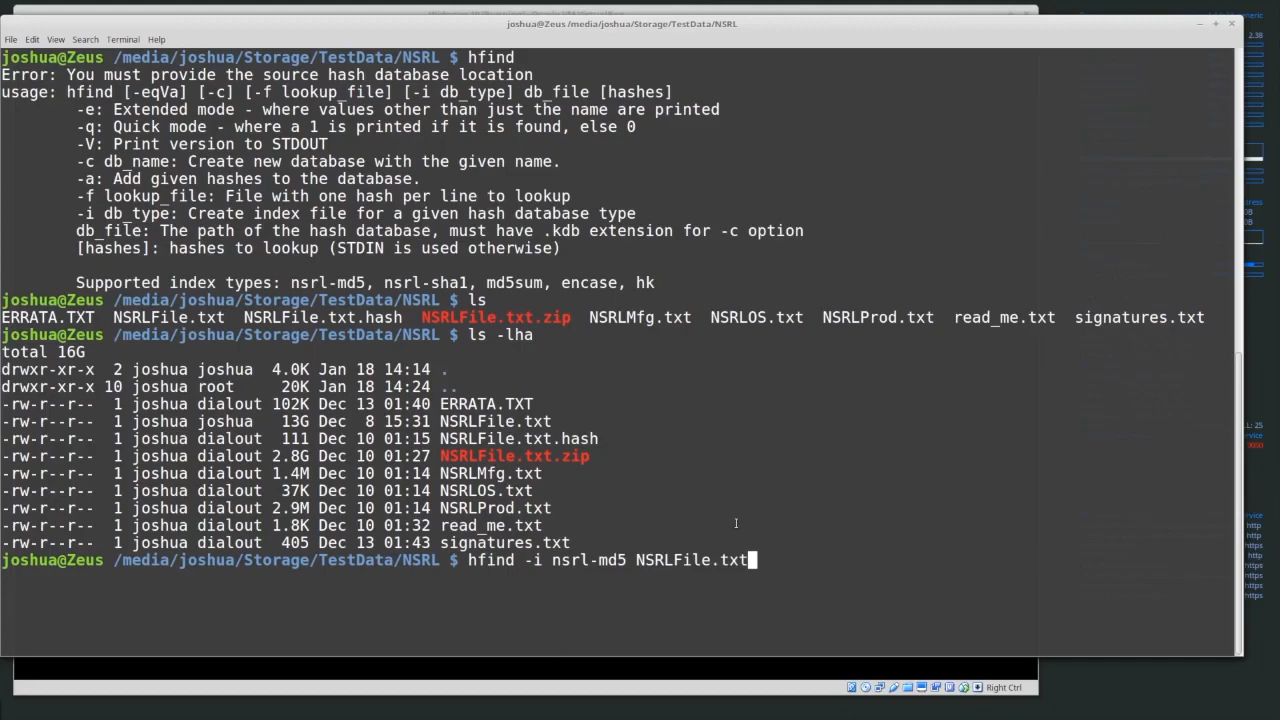 joshua@Zeus /media/joshua/Storage/TestData/NSRL
File Edit View Search Terminal Help
joshua@Zeus /media/joshua/Storage/TestData/NSRL $ hfind
Error: You must provide the source hash database location
usage: hfind [-eqVa] [-c] [-f lookup_file] [-i db_type] db_file [hashes]
-e: Extended mode - where values other than just the name are printed
-q: Quick mode - where a 1 is printed if it is found, else 0
-V: Print version to STDOUT
-c db_name: Create new database with the given name.
-a: Add given hashes to the database.
-f lookup_file: File with one hash per line to lookup
-i db_type: Create index file for a given hash database type
db_file: The path of the hash database, must have .kdb extension for -c option
[hashes]: hashes to lookup (STDIN is used otherwise)
Supported index types: nsrl-md5, nsrl-sha1, md5sum, encase, hk
joshua@Zeus /media/joshua/Storage/TestData/NSRL $ ls
ERRATA.TXT NSRLFile.txt NSRLFile.txt.hash NSRLFile.txt.zip NSRLMfg.txt NSRLOS.txt NSRLProd.txt read_me.txt signatures.txt
joshua@Zeus /media/joshua/Storage/TestData/NSRL $ ls -lha
total 16G
drwxr-xr-x 2 joshua joshua 4.0K Jan 18 14:14 .
drwxr-xr-x 10 joshua root 20K Jan 18 14:24 ..
-rw-r--r-- 1 joshua dialout 102K Dec 13 01:40 ERRATA.TXT
-rw-r--r-- 1 joshua joshua 13G Dec 8 15:31 NSRLFile.txt
-rw-r--r-- 1 joshua dialout 111 Dec 10 01:15 NSRLFile.txt.hash
-rw-r--r-- 1 joshua dialout 2.8G Dec 10 01:27 NSRLFile.txt.zip
-rw-r--r-- 1 joshua dialout 1.4M Dec 10 01:14 NSRLMfg.txt
-rw-r--r-- 1 joshua dialout 37K Dec 10 01:14 NSRLOS.txt
-rw-r--r-- 1 joshua dialout 2.9M Dec 10 01:14 NSRLProd.txt
-rw-r--r-- 1 joshua dialout 1.8K Dec 10 01:32 read_me.txt
-rw-r--r-- 1 joshua dialout 405 Dec 13 01:43 signatures.txt
joshua@Zeus /media/joshua/Storage/TestData/NSRL $ hfind -i nsrl-md5 NSRLFile.txt
Right Ctrl
2.3B
http
https
http
https
https
https
https